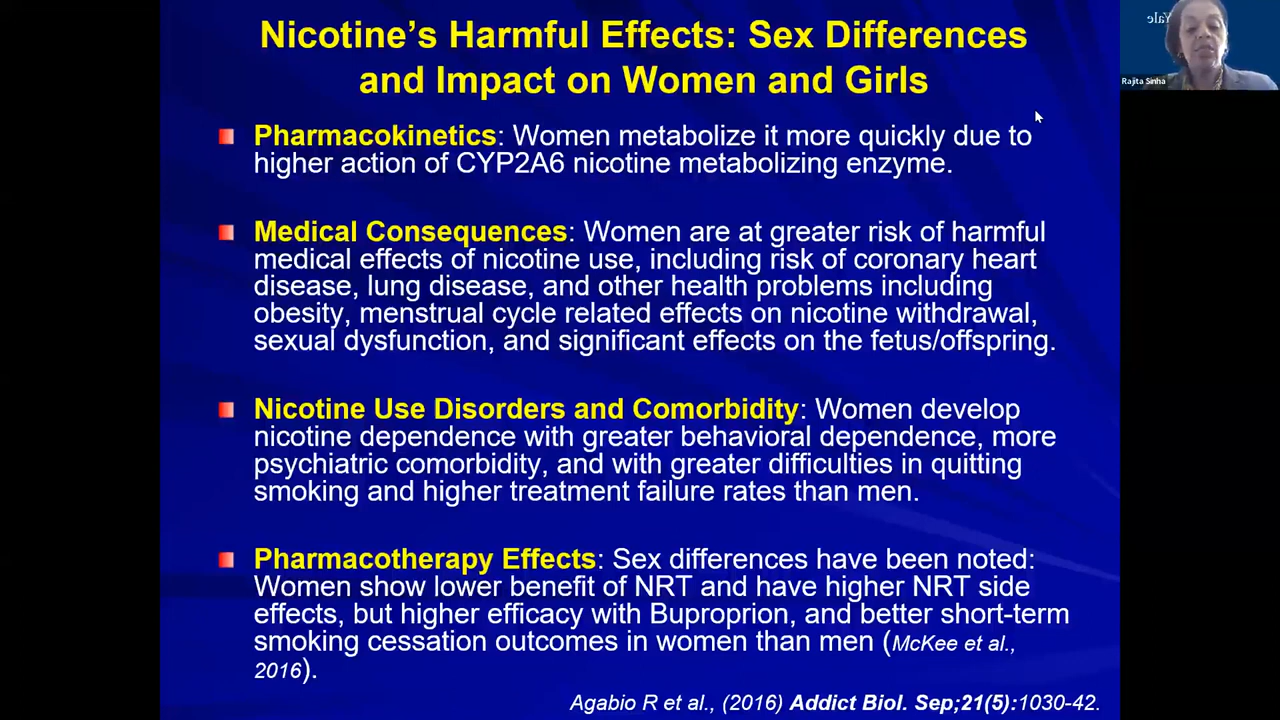 Nicotine's Harmful Effects: Sex Differences
and Impact on Women and Girls
Pharmacokinetics: Women metabolize it more quickly due to
higher action of CYP2A6 nicotine metabolizing enzyme.
Medical Consequences: Women are at greater risk of harmful
medical effects of nicotine use, including risk of coronary heart
disease, lung disease, and other health problems including
obesity, menstrual cycle related effects on nicotine withdrawal,
sexual dysfunction, and significant effects on the fetus/offspring.
Nicotine Use Disorders and Comorbidity: Women develop
nicotine dependence with greater behavioral dependence, more
psychiatric comorbidity, and with greater difficulties in quitting
smoking and higher treatment failure rates than men.
Pharmacotherapy Effects: Sex differences have been noted:
Women show lower benefit of NRT and have higher NRT side
effects, but higher efficacy with Buproprion, and better short-term
smoking cessation outcomes in women than men (McKee et al.,
2016).
Agabio R et al., (2016) Addict Biol. Sep;21(5):1030-42.
Yale
Rajita Sinha